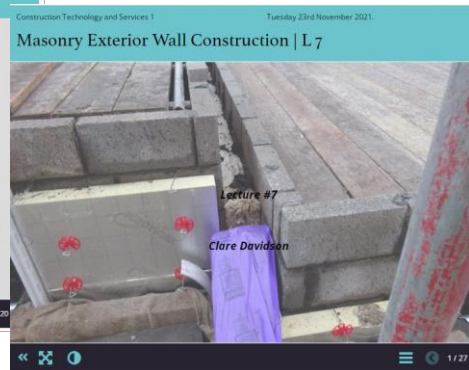 Construction Technology and Services 1 Tuesday 23rd November 2021.
Masonry Exterior Wall Construction | L 7
Lecture #7
Clare Davidson
20
1 / 27